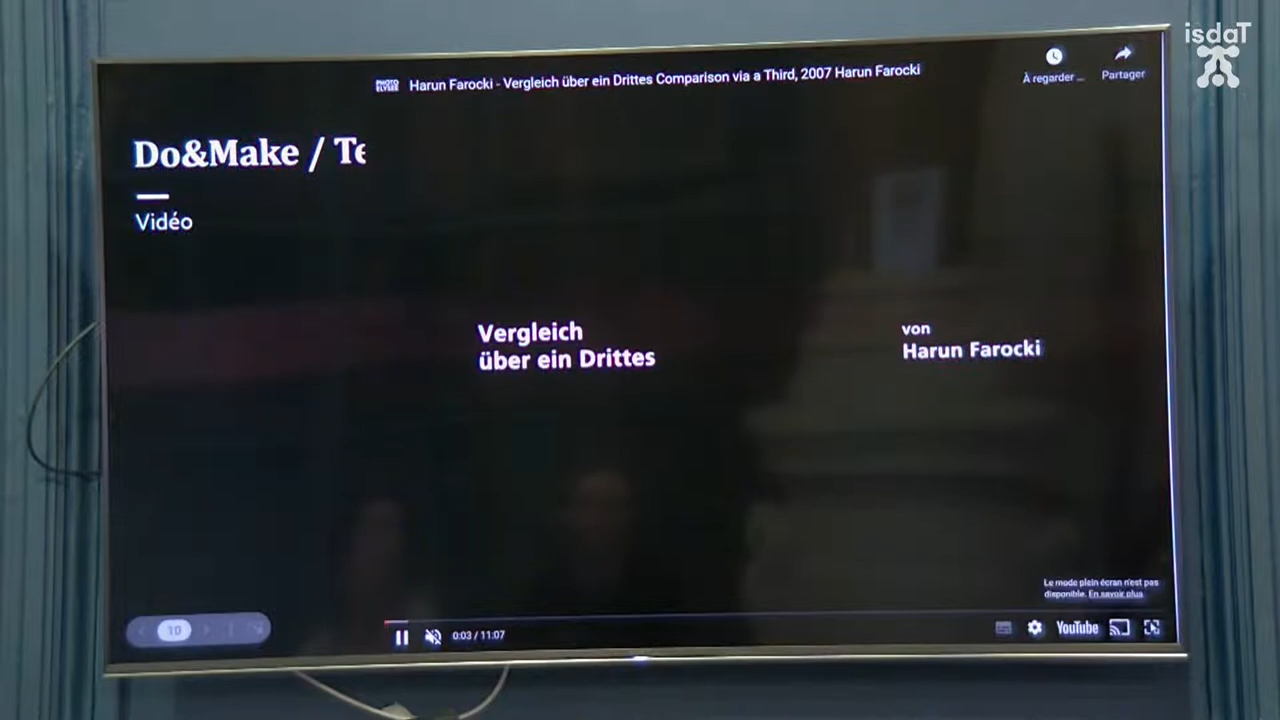 isdaT
Harun Farocki - Vergleich über ein Drittes Comparison via a Third, 2007 Harun Farocki
À regarder ...
Partager
Do&Make / Te
Vidéo
Vergleich
über ein Drittes
von
Harun Farocki
Le mode plein écran n'est pas
disponible. En savoir plus
10
0:03 / 11:07
YouTube